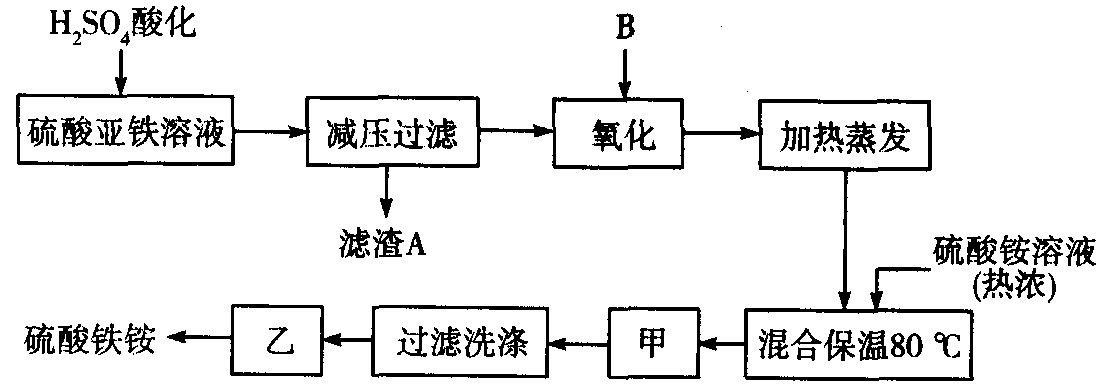 H₂SO₄酸化
B
硫酸亚铁溶液
减压过滤
氧化
加热蒸发
滤渣A
硫酸铵溶液
(热浓)
硫酸铁铵
乙
过滤洗涤
甲
混合保温80 ℃